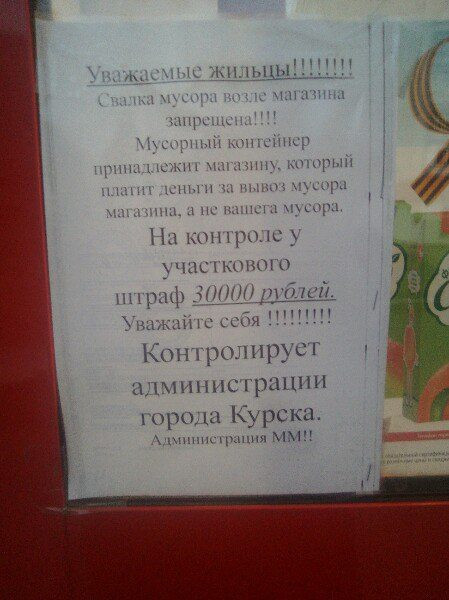 Уважаемые жильцы!!!!!!!!
Свалка мусора возле магазина
запрещена!!!!
Мусорный контейнер
принадлежит магазину, который
платит деньги за вывоз мусора
магазина, а не вашега мусора.
На контроле у
участкового
штраф 30000 рублей.
Уважайте себя !!!!!!!!!
Контролирует
администрации
города Курска.
Администрация ММ!!